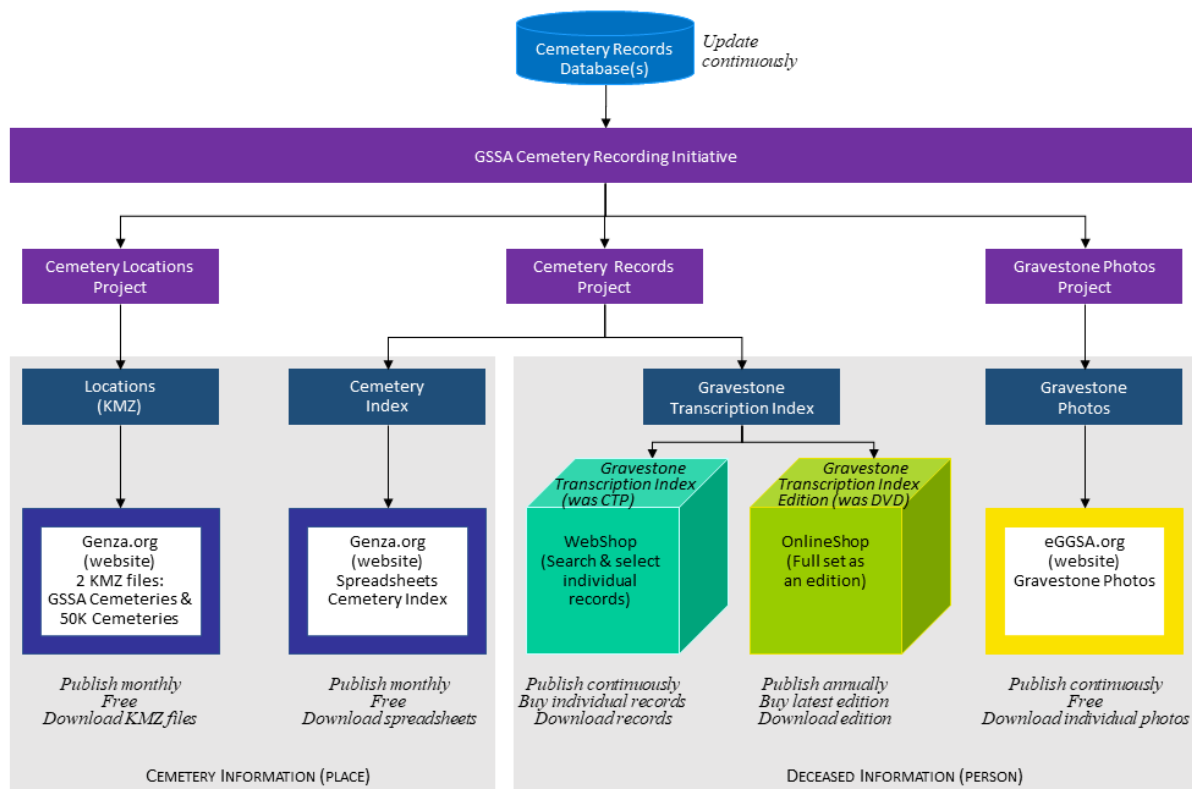 Cemetery Records
Database(s)
Update
continuously
GSSA Cemetery Recording Initiative
Cemetery Locations
Project
Cemetery Records
Project
Gravestone Photos
Project
Locations
(KMZ)
Cemetery
Index
Gravestone
Transcription Index
Gravestone
Photos
Gravestone
Transcription Index
(was CTP)
Gravestone
Transcription Index
Edition (was DVD)
Genza.org
(website)
2 KMZ files:
GSSA Cemeteries &
50K Cemeteries
Genza.org
(website)
Spreadsheets
Cemetery Index
WebShop
(Search & select
individual
records)
OnlineShop
(Full set as
an edition)
eGGSA.org
(website)
Gravestone Photos
Publish monthly
Free
Download KMZ files
Publish monthly
Free
Download spreadsheets
Publish continuously
Buy individual records
Download records
Publish annually
Buy latest edition
Download edition
Publish continuously
Free
Download individual photos
CEMETERY INFORMATION (PLACE)
DECEASED INFORMATION (PERSON)